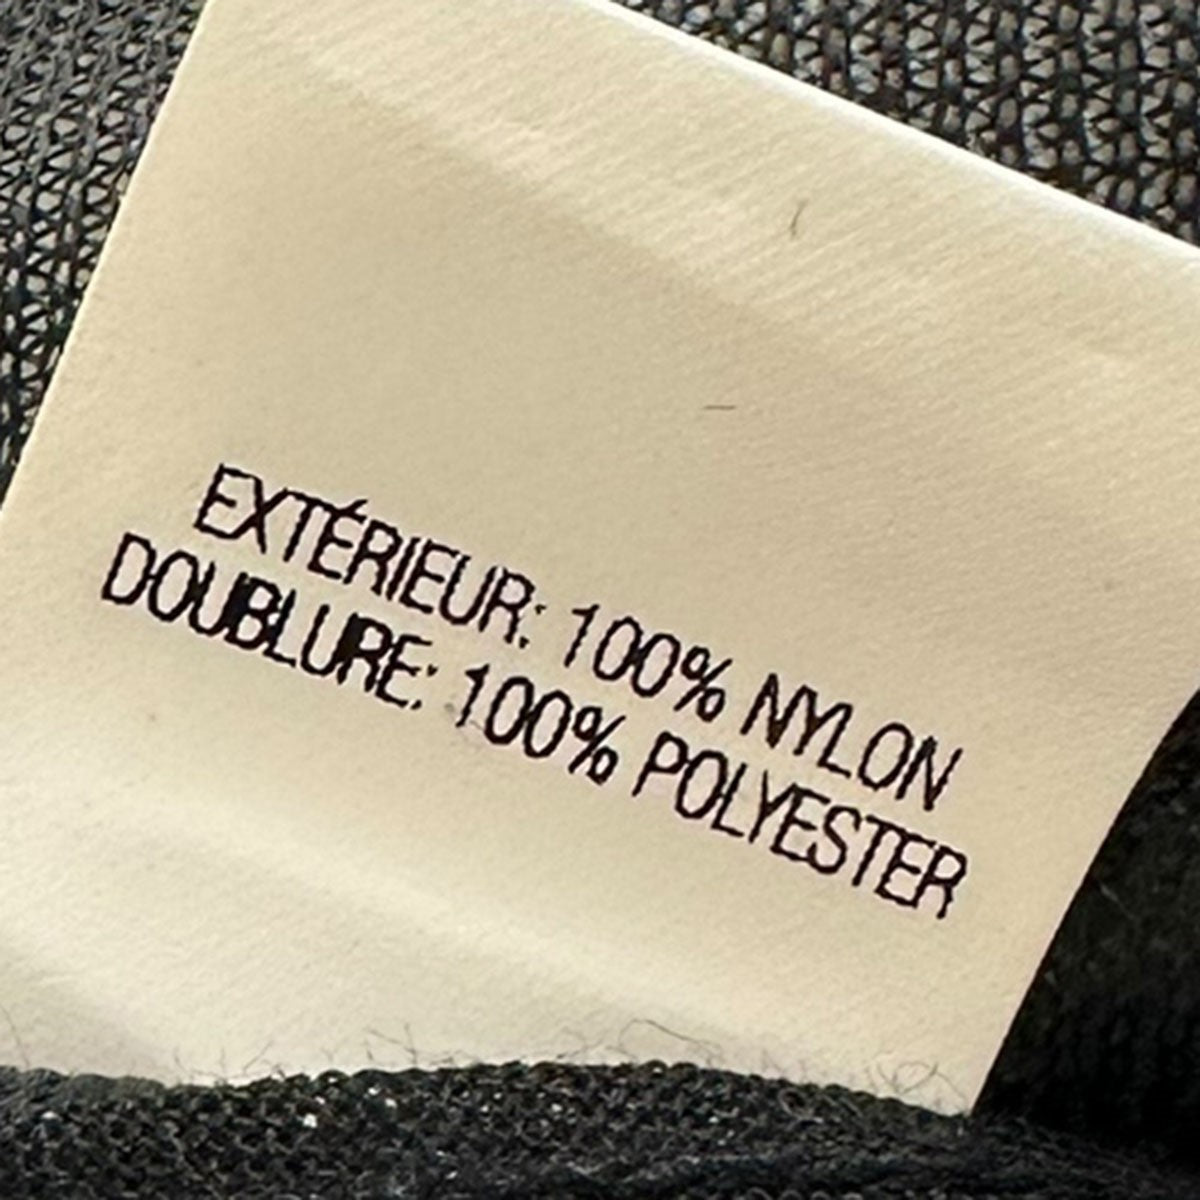 EXTÉRIEUR: 100% NYLON
DOUBLURE: 100% POLYESTER